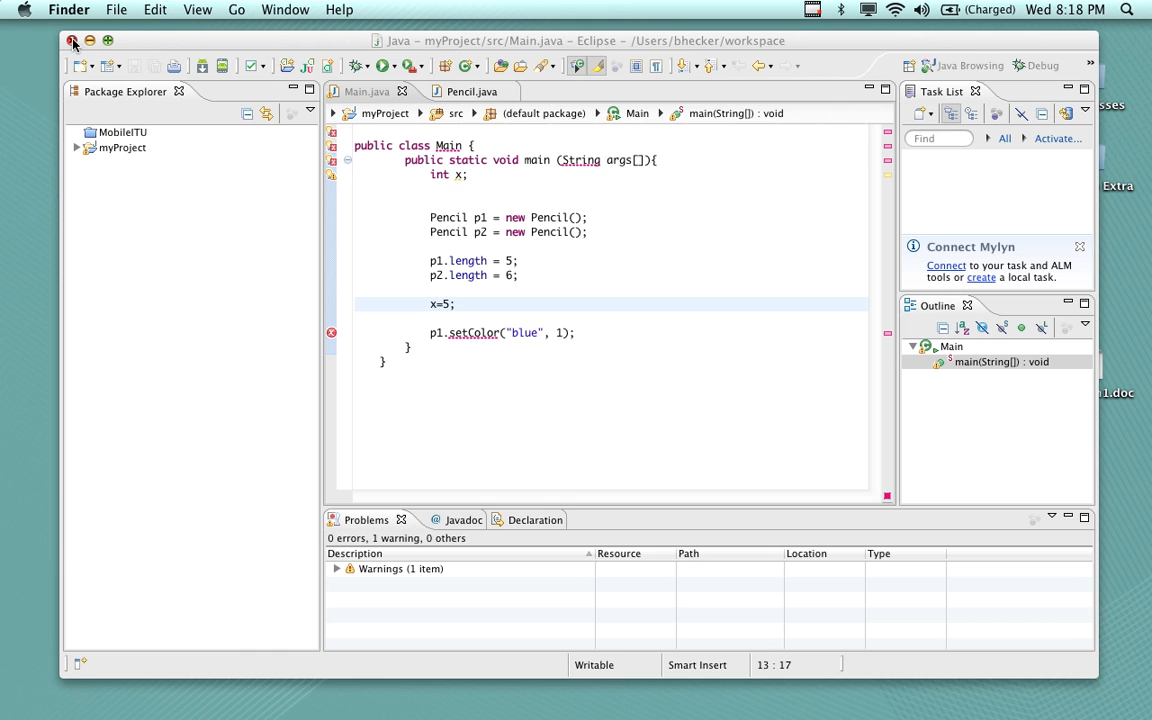 Finder File Edit View Go Window Help (Charged) Wed 8:18 PM
Java – myProject/src/Main.java – Eclipse – /Users/bhecker/workspace
Java Browsing Debug »
Package Explorer Main.java Pencil.java Task List
sses
myProject src (default package) Main main(String[]) : void
MobileITU
myProject
Find All Activate...
public class Main {
public static void main (String args[]){
int x;
Extra
Pencil p1 = new Pencil();
Pencil p2 = new Pencil();
Connect Mylyn
Connect to your task and ALM
tools or create a local task.
p1.length = 5;
p2.length = 6;
x=5;
Outline
p1.setColor("blue", 1);
}
}
Main
main(String[]) : void
1.doc
Problems @ Javadoc Declaration
0 errors, 1 warning, 0 others
Description Resource Path Location Type
Warnings (1 item)
Writable Smart Insert 13 : 17